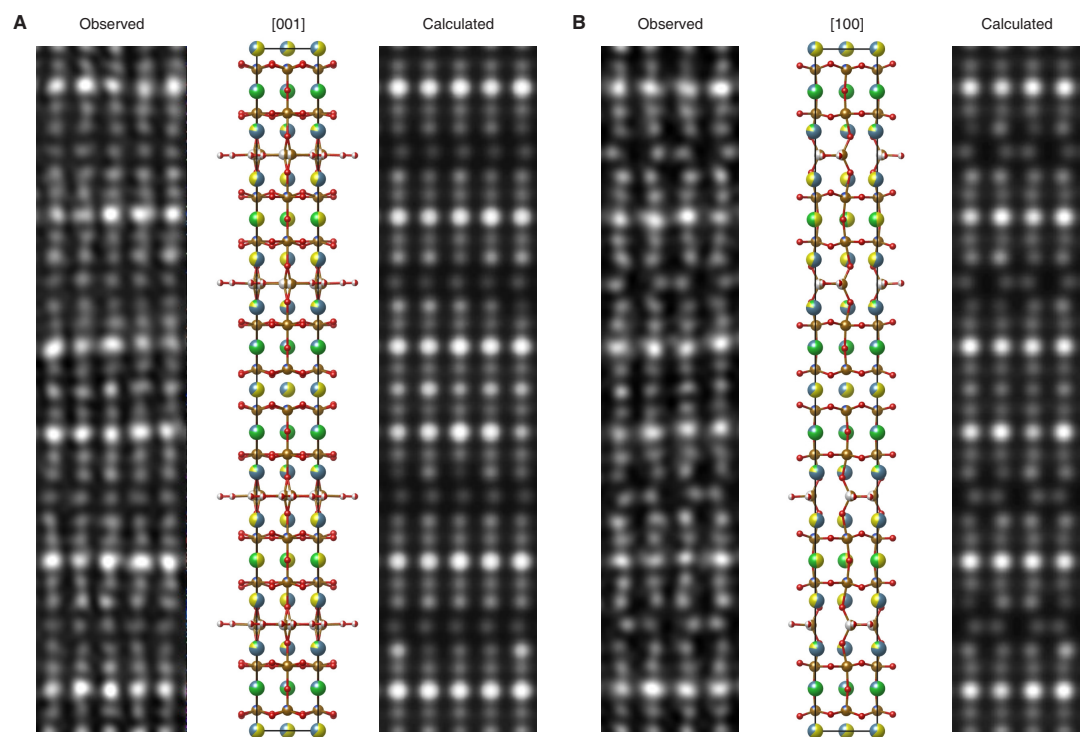 A
Observed
[001]
Calculated
B
Observed
[100]
Calculated